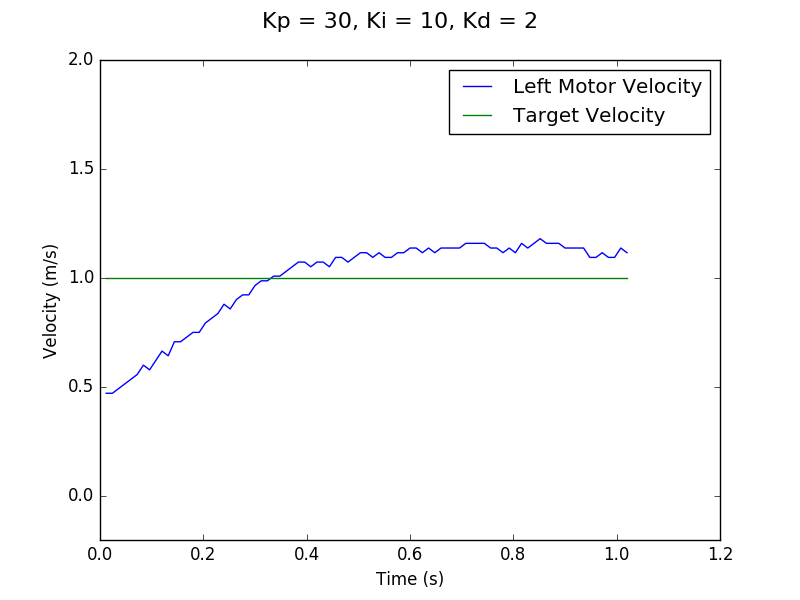 Kp = 30, Ki = 10, Kd = 2
2.0
Left Motor Velocity
Target Velocity
1.5
1.0
0.5
0.0
Velocity (m/s)
0.0 0.2 0.4 0.6 0.8 1.0 1.2
Time (s)